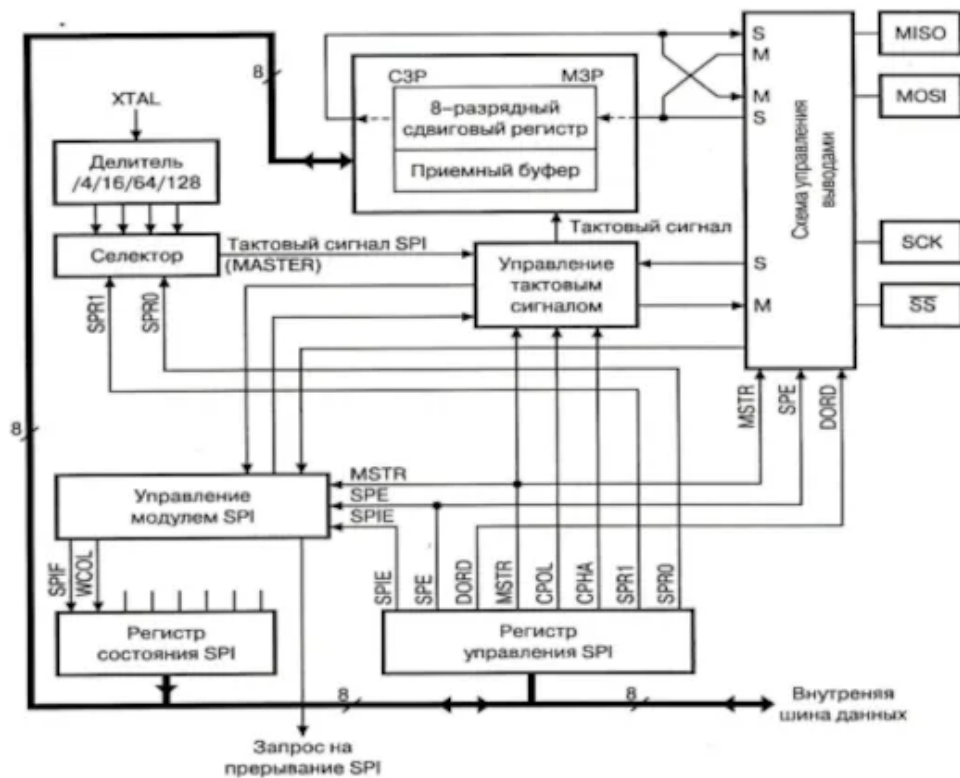 8
XTAL
Делитель
/4/16/64/128
Селектор
Тактовый сигнал SPI
(MASTER)
SPR1
SPR0
СЗР
МЗР
8–разрядный
сдвиговый регистр
Приемный буфер
Тактовый сигнал
Управление
тактовым
сигналом
S
M
M
S
S
M
Схема управления
выводами
MISO
MOSI
SCK
SS
MSTR
SPE
DORD
8
Управление
модулем SPI
MSTR
SPE
SPIE
SPIF
WCOL
SPIE
SPE
DORD
MSTR
CPOL
CPHA
SPR1
SPR0
Регистр
состояния SPI
Регистр
управления SPI
8
8
Внутреняя
шина данных
Запрос на
прерывание SPI